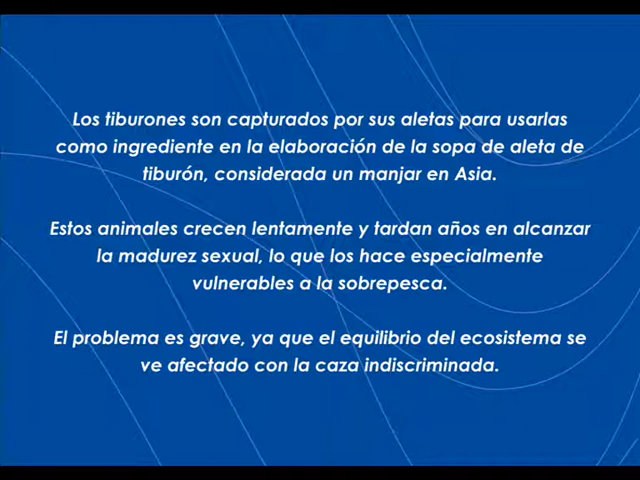 Los tiburones son capturados por sus aletas para usarlas
como ingrediente en la elaboración de la sopa de aleta de
tiburón, considerada un manjar en Asia.
Estos animales crecen lentamente y tardan años en alcanzar
la madurez sexual, lo que los hace especialmente
vulnerables a la sobrepesca.
El problema es grave, ya que el equilibrio del ecosistema se
ve afectado con la caza indiscriminada.